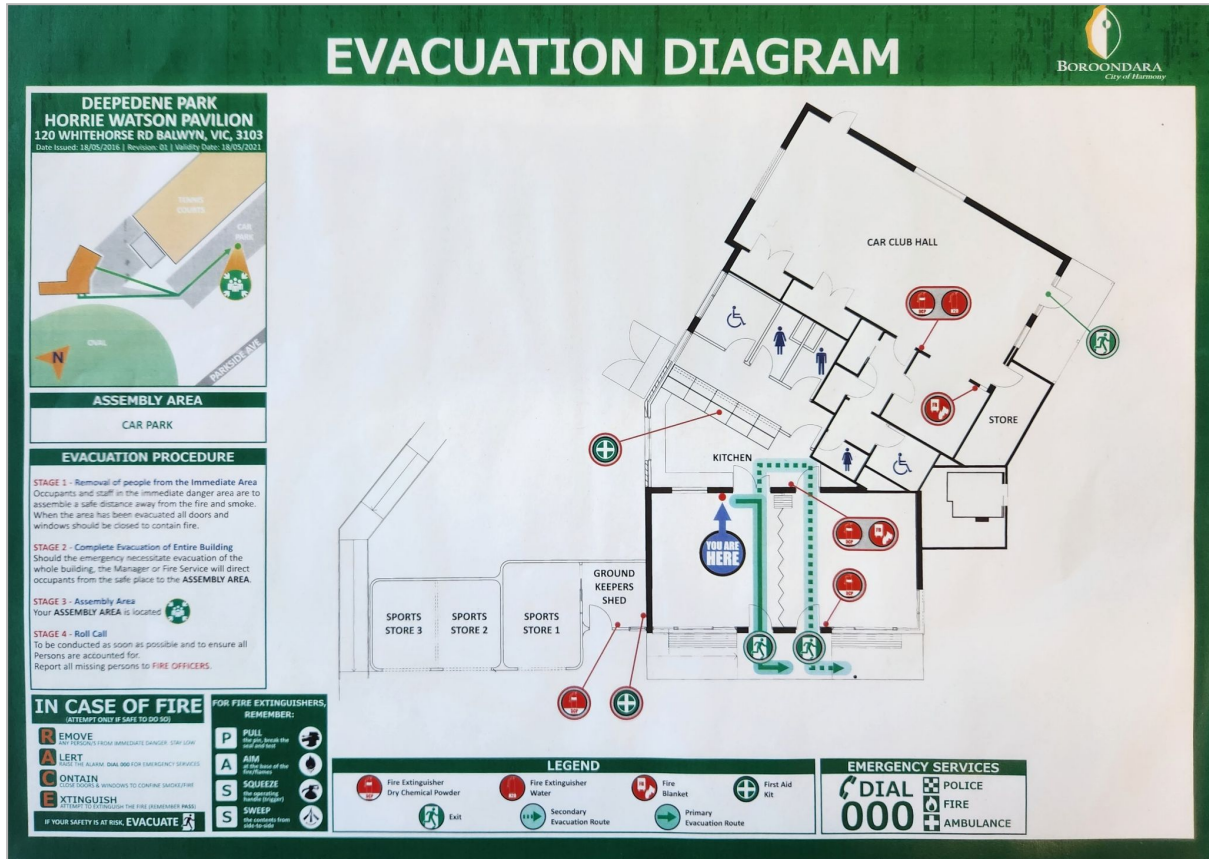 EVACUATION DIAGRAM
BOROONDARA
City of Harmony
DEEPEDENE PARK
HORRIE WATSON PAVILION
120 WHITEHORSE RD BALWYN, VIC, 3103
Date Issued: 18/05/2016 | Revision: 01 | Validity Date: 18/05/2021
TENNIS
COURTS
CAR
PARK
OVAL
N
PARKSIDE AVE
ASSEMBLY AREA
CAR PARK
EVACUATION PROCEDURE
STAGE 1 - Removal of people from the Immediate Area
Occupants and staff in the immediate danger area are to
assemble a safe distance away from the fire and smoke.
When the area has been evacuated all doors and
windows should be closed to contain fire.
STAGE 2 - Complete Evacuation of Entire Building
Should the emergency necessitate evacuation of the
whole building, the Manager or Fire Service will direct
occupants from the safe place to the ASSEMBLY AREA.
STAGE 3 - Assembly Area
Your ASSEMBLY AREA is located
STAGE 4 - Roll Call
To be conducted as soon as possible and to ensure all
Persons are accounted for.
Report all missing persons to FIRE OFFICERS.
CAR CLUB HALL
DCP
WTR
STORE
KITCHEN
YOU ARE
HERE
DCP
DCP
GROUND
KEEPERS
SHED
SPORTS
STORE 3
SPORTS
STORE 2
SPORTS
STORE 1
DCP
IN CASE OF FIRE
(ATTEMPT ONLY IF SAFE TO DO SO)
REMOVE
ANY PERSON/S FROM IMMEDIATE DANGER. STAY LOW
ALERT
RAISE THE ALARM. DIAL 000 FOR EMERGENCY SERVICES
CONTAIN
CLOSE DOORS & WINDOWS TO CONFINE SMOKE/FIRE
EXTINGUISH
ATTEMPT TO EXTINGUISH THE FIRE (REMEMBER PASS)
IF YOUR SAFETY IS AT RISK, EVACUATE
FOR FIRE EXTINGUISHERS,
REMEMBER:
P PULL
the pin, break the
seal and test
A AIM
at the base of the
fire/flames
S SQUEEZE
the operating
handle (trigger)
S SWEEP
the contents from
side-to-side
LEGEND
DCP Fire Extinguisher
Dry Chemical Powder
WTR Fire Extinguisher
Water
Fire
Blanket
First Aid
Kit
Exit
Secondary
Evacuation Route
Primary
Evacuation Route
EMERGENCY SERVICES
DIAL
000
POLICE
FIRE
AMBULANCE